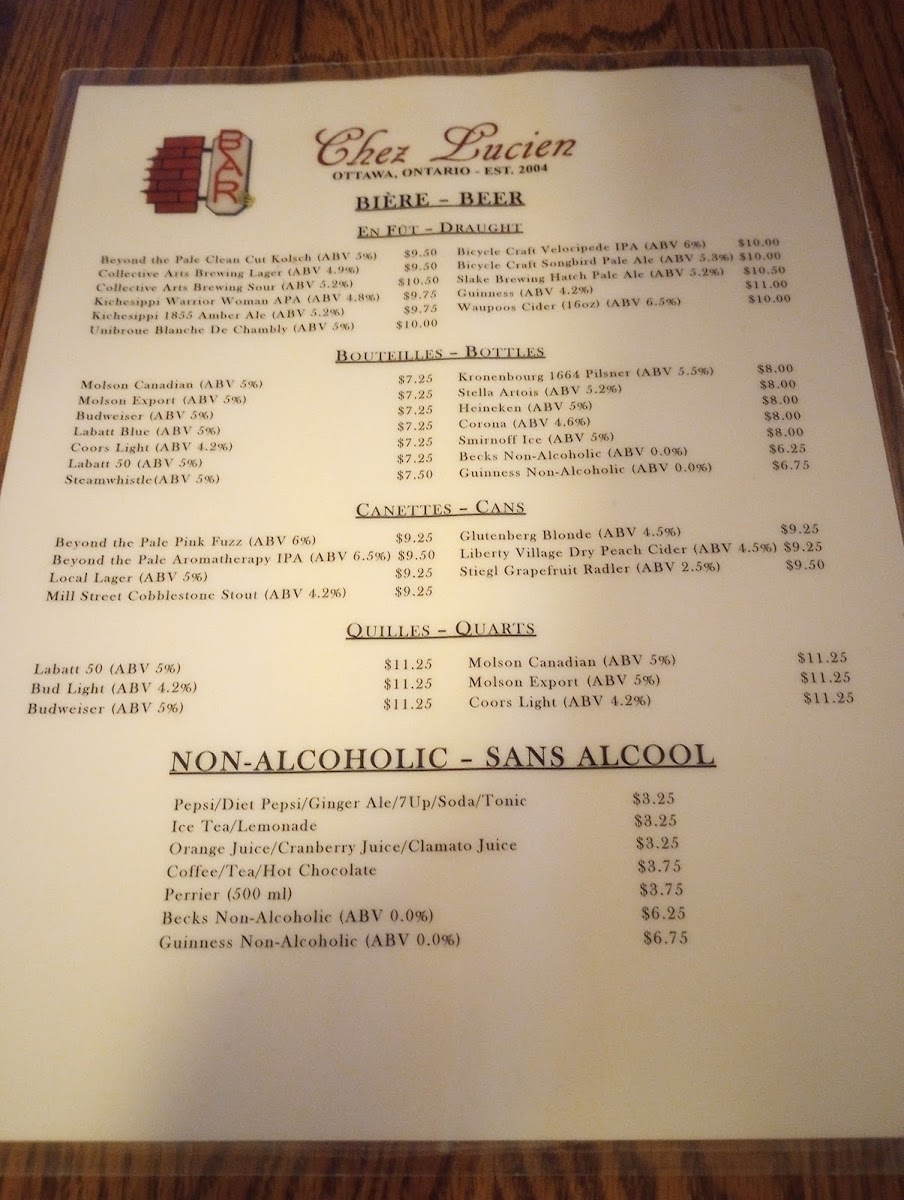 BAR
Chez Lucien
OTTAWA, ONTARIO - EST. 2004
BIÈRE – BEER
EN FÛT – DRAUGHT
Beyond the Pale Clean Cut Kolsch (ABV 5%) $9.50
Collective Arts Brewing Lager (ABV 4.9%) $9.50
Collective Arts Brewing Sour (ABV 5.2%) $10.50
Kichesippi Warrior Woman APA (ABV 4.8%) $9.75
Kichesippi 1855 Amber Ale (ABV 5.2%) $9.75
Unibroue Blanche De Chambly (ABV 5%) $10.00
Bicycle Craft Velocipede IPA (ABV 6%) $10.00
Bicycle Craft Songbird Pale Ale (ABV 5.3%) $10.00
Slake Brewing Hatch Pale Ale (ABV 5.2%) $10.50
Guinness (ABV 4.2%) $11.00
Waupoos Cider (16oz) (ABV 6.5%) $10.00
BOUTEILLES – BOTTLES
Molson Canadian (ABV 5%) $7.25
Molson Export (ABV 5%) $7.25
Budweiser (ABV 5%) $7.25
Labatt Blue (ABV 5%) $7.25
Coors Light (ABV 4.2%) $7.25
Labatt 50 (ABV 5%) $7.25
Steamwhistle(ABV 5%) $7.50
Kronenbourg 1664 Pilsner (ABV 5.5%) $8.00
Stella Artois (ABV 5.2%) $8.00
Heineken (ABV 5%) $8.00
Corona (ABV 4.6%) $8.00
Smirnoff Ice (ABV 5%) $8.00
Becks Non-Alcoholic (ABV 0.0%) $6.25
Guinness Non-Alcoholic (ABV 0.0%) $6.75
CANETTES – CANS
Beyond the Pale Pink Fuzz (ABV 6%) $9.25
Beyond the Pale Aromatherapy IPA (ABV 6.5%) $9.50
Local Lager (ABV 5%) $9.25
Mill Street Cobblestone Stout (ABV 4.2%) $9.25
Glutenberg Blonde (ABV 4.5%) $9.25
Liberty Village Dry Peach Cider (ABV 4.5%) $9.25
Stiegl Grapefruit Radler (ABV 2.5%) $9.50
QUILLES – QUARTS
Labatt 50 (ABV 5%) $11.25
Bud Light (ABV 4.2%) $11.25
Budweiser (ABV 5%) $11.25
Molson Canadian (ABV 5%) $11.25
Molson Export (ABV 5%) $11.25
Coors Light (ABV 4.2%) $11.25
NON-ALCOHOLIC – SANS ALCOOL
Pepsi/Diet Pepsi/Ginger Ale/7Up/Soda/Tonic $3.25
Ice Tea/Lemonade $3.25
Orange Juice/Cranberry Juice/Clamato Juice $3.25
Coffee/Tea/Hot Chocolate $3.75
Perrier (500 ml) $3.75
Becks Non-Alcoholic (ABV 0.0%) $6.25
Guinness Non-Alcoholic (ABV 0.0%) $6.75